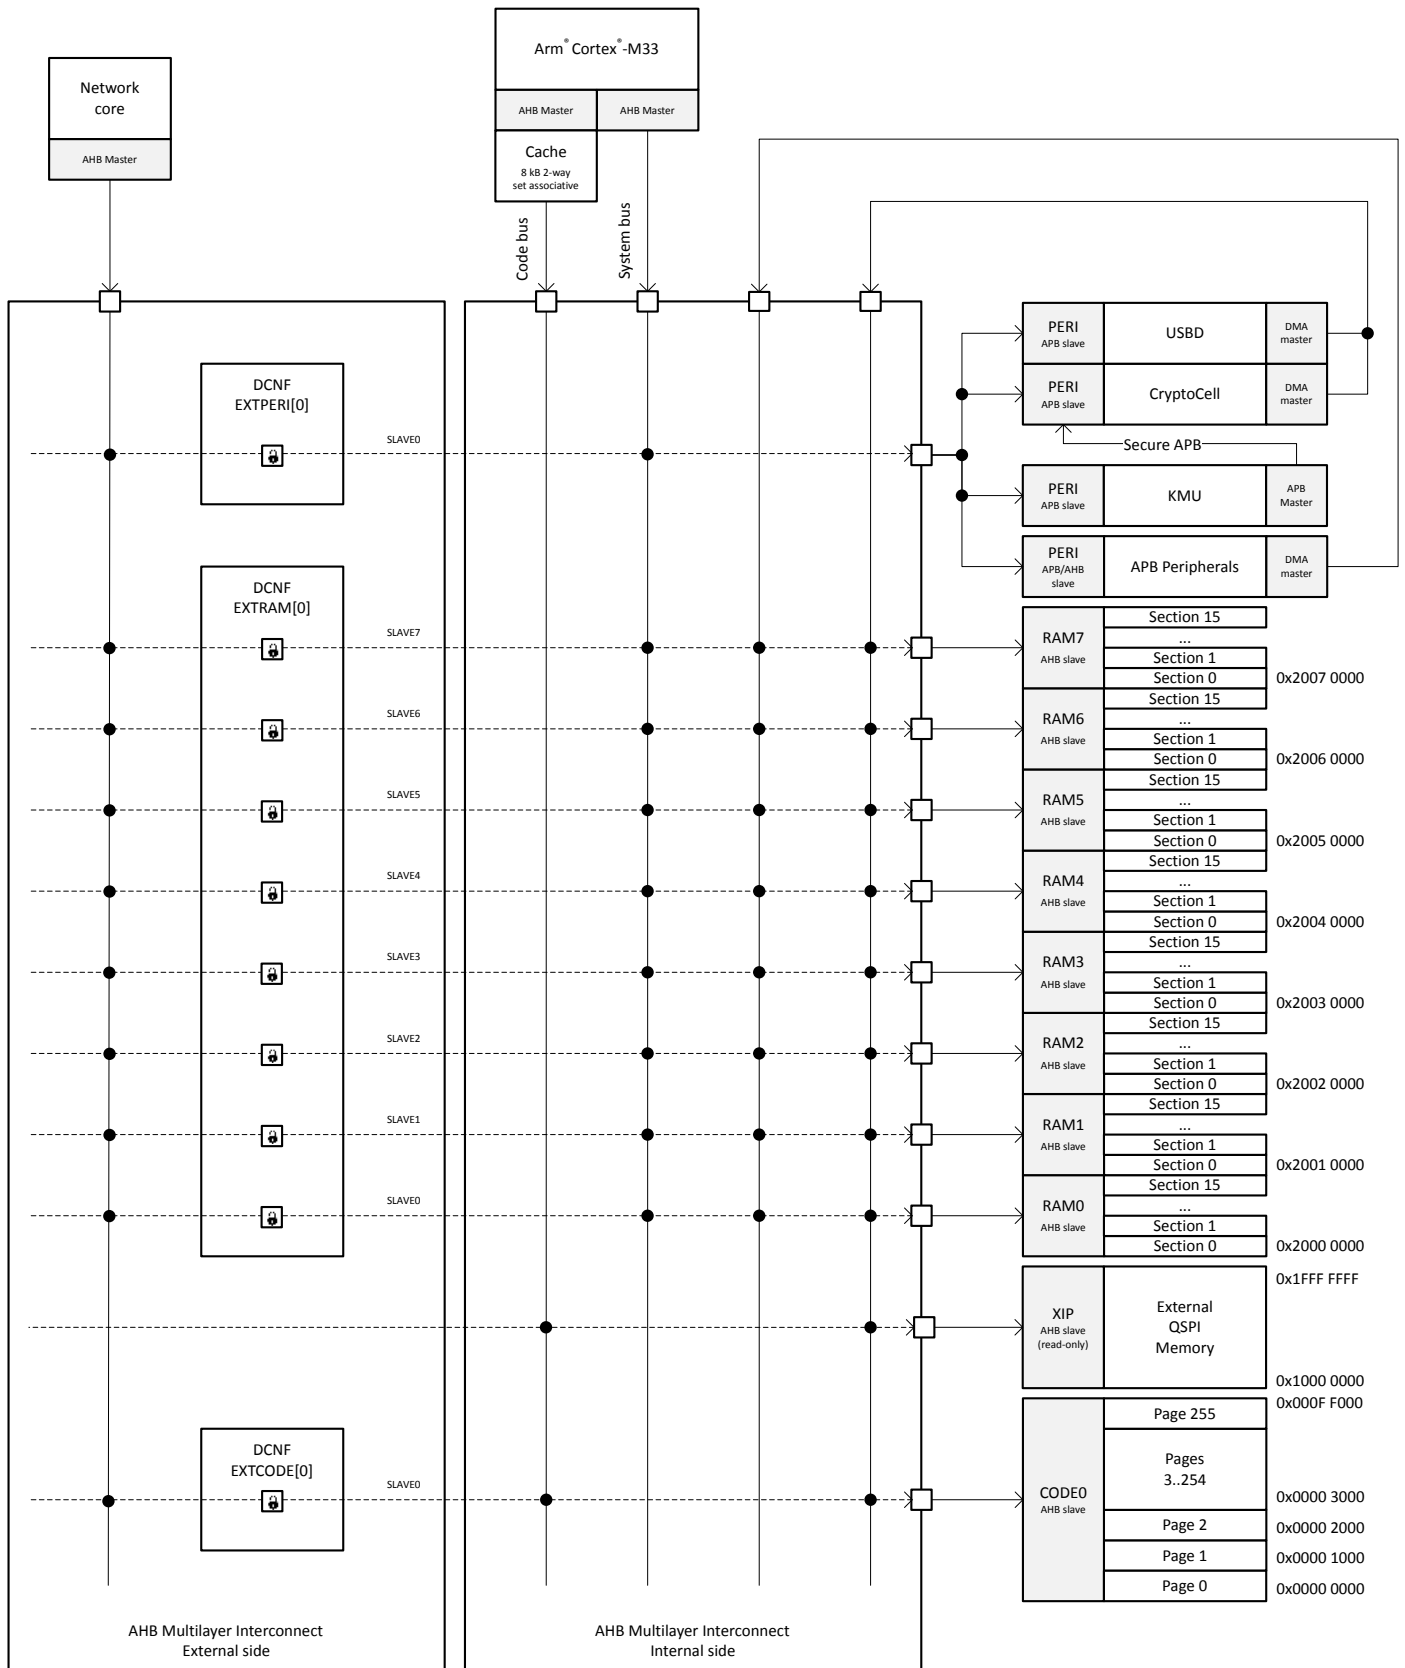 Arm® Cortex®-M33
AHB Master
AHB Master
Cache
8 kB 2-way
set associative
Network
core
AHB Master
Code bus
System bus
DCNF
EXTPERI[0]
SLAVE0
PERI
APB slave
USBD
DMA
master
PERI
APB slave
CryptoCell
DMA
master
Secure APB
PERI
APB slave
KMU
APB
Master
PERI
APB/AHB
slave
APB Peripherals
DMA
master
DCNF
EXTRAM[0]
SLAVE7
RAM7
AHB slave
Section 15
...
Section 1
Section 0
0x2007 0000
SLAVE6
RAM6
AHB slave
Section 15
...
Section 1
Section 0
0x2006 0000
SLAVE5
RAM5
AHB slave
Section 15
...
Section 1
Section 0
0x2005 0000
SLAVE4
RAM4
AHB slave
Section 15
...
Section 1
Section 0
0x2004 0000
SLAVE3
RAM3
AHB slave
Section 15
...
Section 1
Section 0
0x2003 0000
SLAVE2
RAM2
AHB slave
Section 15
...
Section 1
Section 0
0x2002 0000
SLAVE1
RAM1
AHB slave
Section 15
...
Section 1
Section 0
0x2001 0000
SLAVE0
RAM0
AHB slave
Section 15
...
Section 1
Section 0
0x2000 0000
XIP
AHB slave
(read-only)
External
QSPI
Memory
0x1FFF FFFF
0x1000 0000
DCNF
EXTCODE[0]
SLAVE0
CODE0
AHB slave
Page 255
0x000F F000
Pages
3..254
0x0000 3000
Page 2
0x0000 2000
Page 1
0x0000 1000
Page 0
0x0000 0000
AHB Multilayer Interconnect
External side
AHB Multilayer Interconnect
Internal side